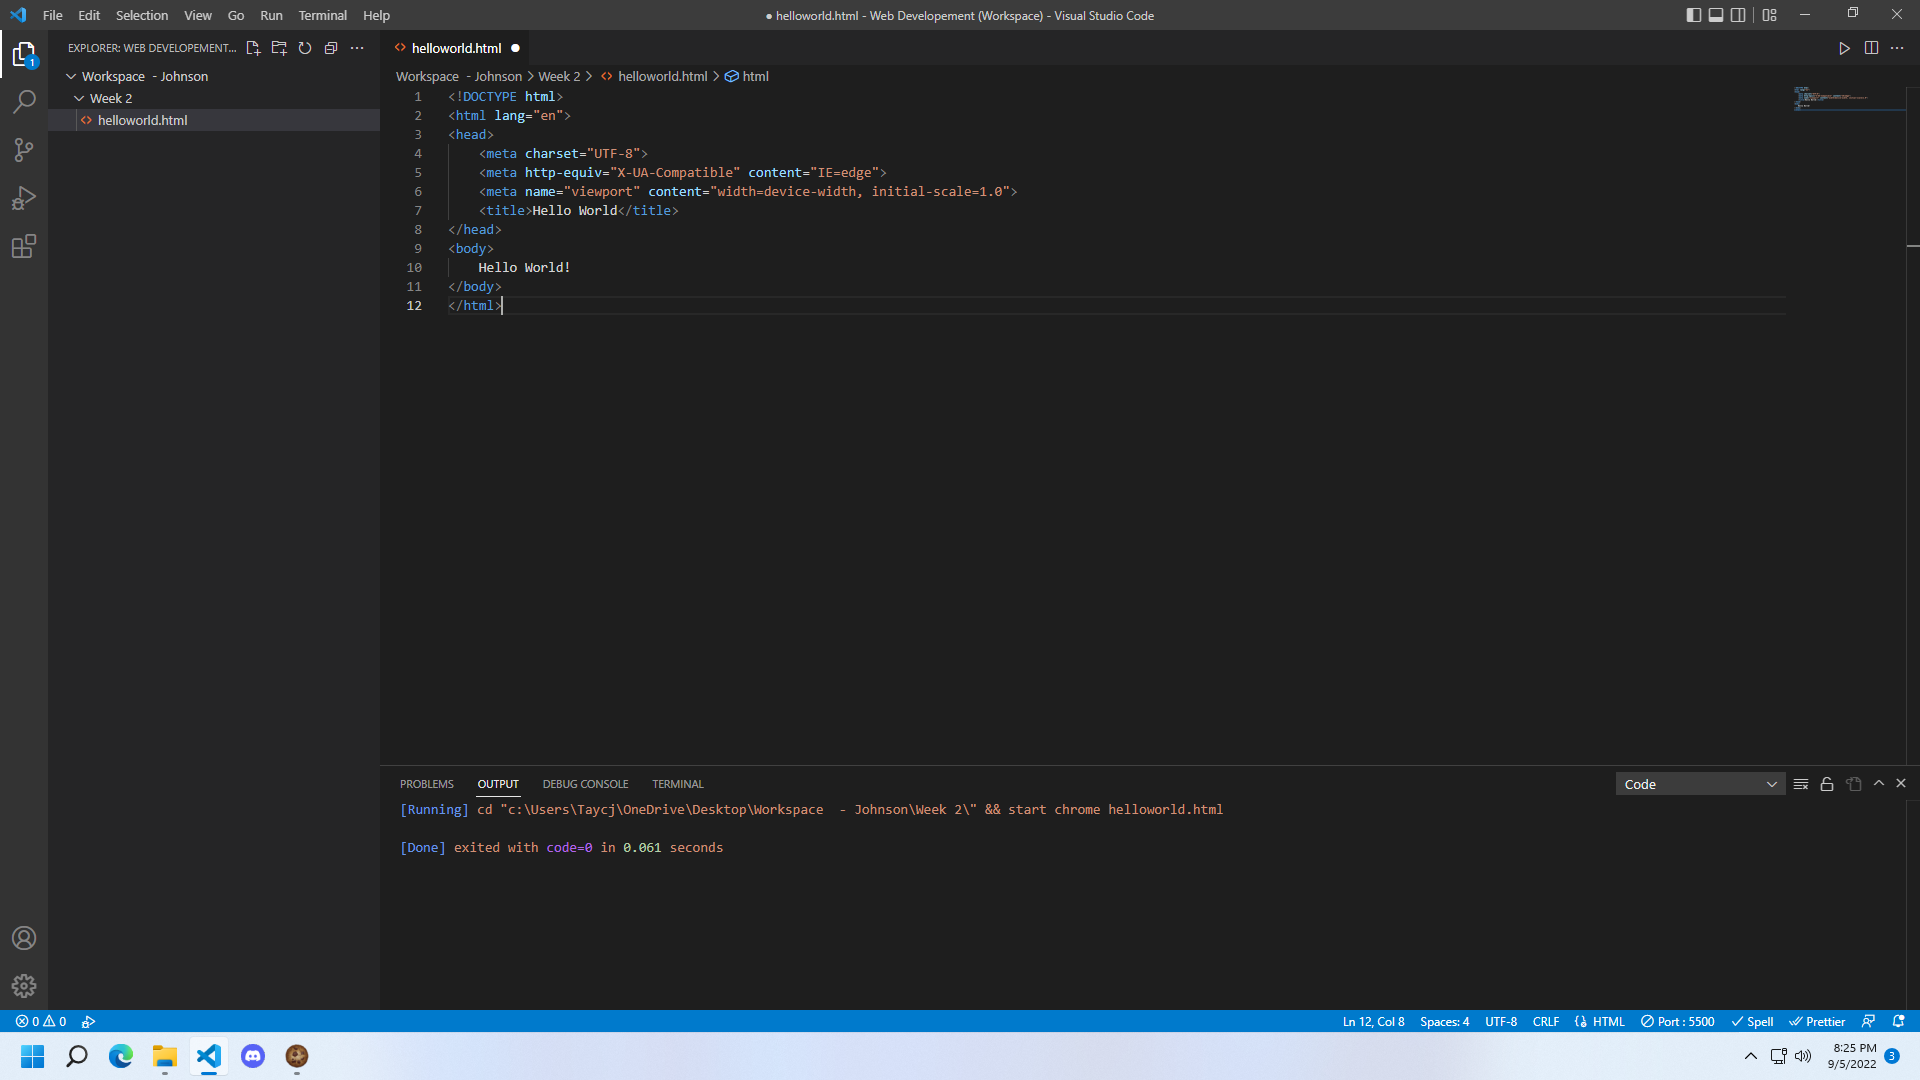 File Edit Selection View Go Run Terminal Help
● helloworld.html - Web Developement (Workspace) - Visual Studio Code
EXPLORER: WEB DEVELOPEMENT...
Workspace - Johnson
Week 2
helloworld.html
1
helloworld.html
Workspace - Johnson > Week 2 > helloworld.html > html
1 <!DOCTYPE html>
2 <html lang="en">
3 <head>
4 <meta charset="UTF-8">
5 <meta http-equiv="X-UA-Compatible" content="IE=edge">
6 <meta name="viewport" content="width=device-width, initial-scale=1.0">
7 <title>Hello World</title>
8 </head>
9 <body>
10 Hello World!
11 </body>
12 </html>
PROBLEMS OUTPUT DEBUG CONSOLE TERMINAL
Code
[Running] cd "c:\Users\Taycj\OneDrive\Desktop\Workspace  - Johnson\Week 2\" && start chrome helloworld.html
[Done] exited with code=0 in 0.061 seconds
0 0
Ln 12, Col 8 Spaces: 4 UTF-8 CRLF HTML Port : 5500 Spell Prettier
8:25 PM
9/5/2022
3